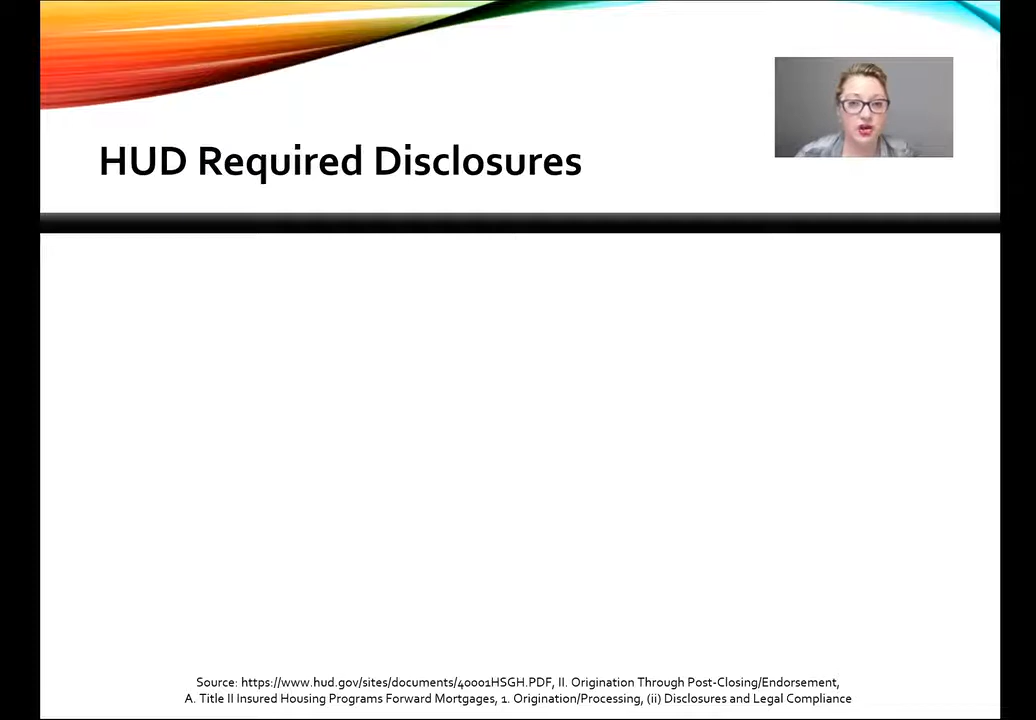 HUD Required Disclosures
Source: https://www.hud.gov/sites/documents/40001HSGH.PDF, II. Origination Through Post-Closing/Endorsement,
A. Title II Insured Housing Programs Forward Mortgages, 1. Origination/Processing, (ii) Disclosures and Legal Compliance